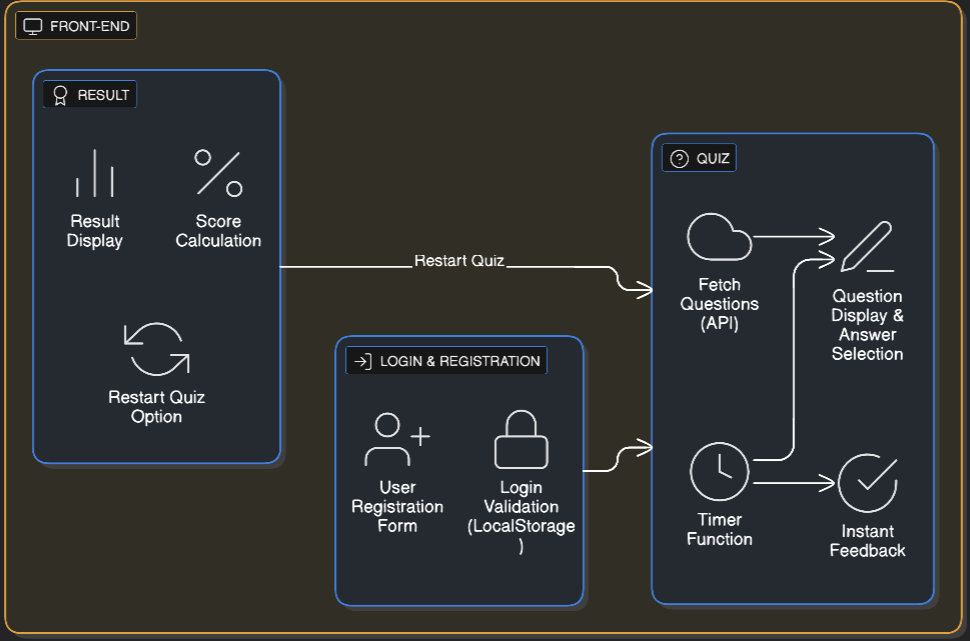 FRONT-END
RESULT
Result
Display
Score
Calculation
Restart Quiz
Option
Restart Quiz
LOGIN & REGISTRATION
User
Registration
Form
Login
Validation
(LocalStorage
)
QUIZ
Fetch
Questions
(API)
Question
Display &
Answer
Selection
Timer
Function
Instant
Feedback